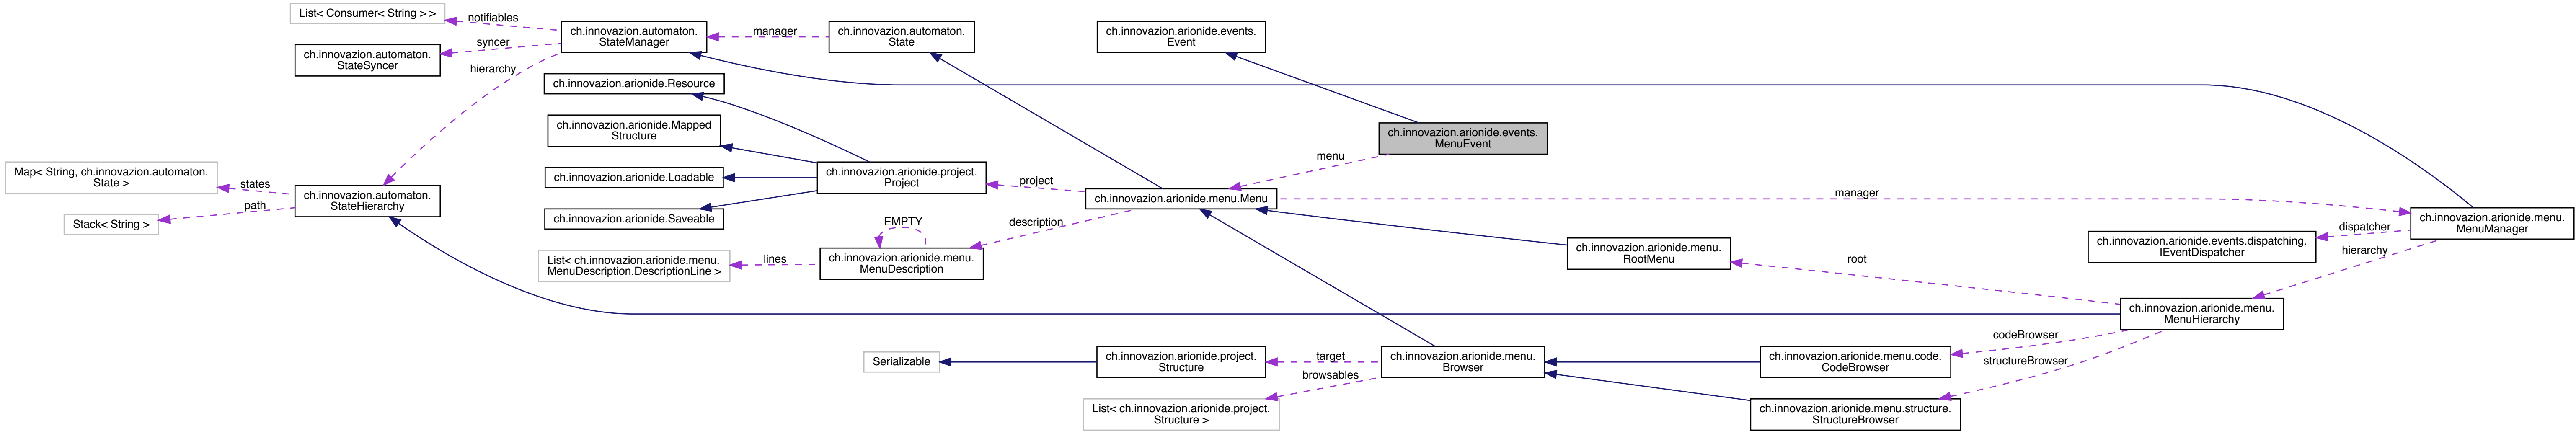 List< Consumer< String > >
notifiables
ch.innovazion.automaton.
StateManager
manager
ch.innovazion.automaton.
State
ch.innovazion.arionide.events.
Event
syncer
ch.innovazion.automaton.
StateSyncer
hierarchy
ch.innovazion.arionide.Resource
ch.innovazion.arionide.Mapped
Structure
ch.innovazion.arionide.events.
MenuEvent
menu
Map< String, ch.innovazion.automaton.
State >
states
ch.innovazion.automaton.
StateHierarchy
path
Stack< String >
ch.innovazion.arionide.Loadable
ch.innovazion.arionide.project.
Project
project
ch.innovazion.arionide.menu.Menu
manager
ch.innovazion.arionide.Saveable
description
EMPTY
ch.innovazion.arionide.menu.
MenuManager
dispatcher
ch.innovazion.arionide.events.dispatching.
IEventDispatcher
hierarchy
List< ch.innovazion.arionide.menu.
MenuDescription.DescriptionLine >
lines
ch.innovazion.arionide.menu.
MenuDescription
ch.innovazion.arionide.menu.
RootMenu
root
ch.innovazion.arionide.menu.
MenuHierarchy
codeBrowser
structureBrowser
Serializable
ch.innovazion.arionide.project.
Structure
target
browsables
ch.innovazion.arionide.menu.
Browser
ch.innovazion.arionide.menu.code.
CodeBrowser
List< ch.innovazion.arionide.project.
Structure >
ch.innovazion.arionide.menu.structure.
StructureBrowser